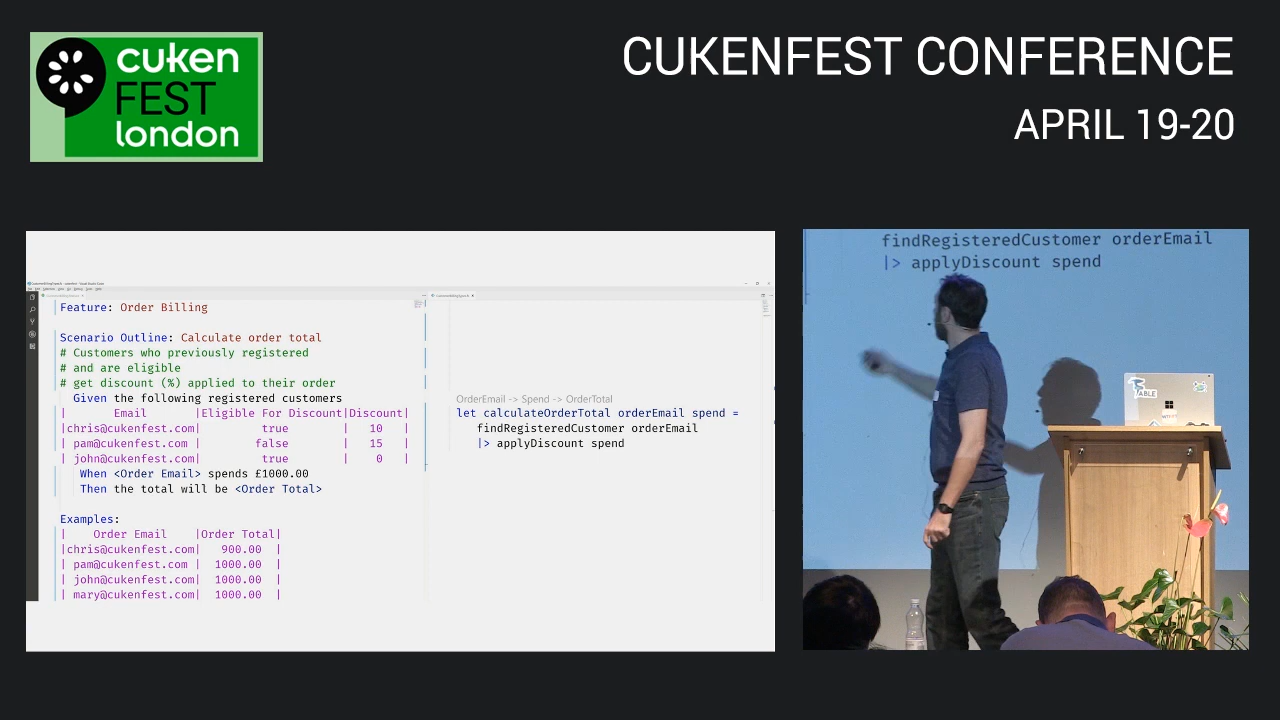 cuken
FEST
london
CUKENFEST CONFERENCE
APRIL 19-20
Feature: Order Billing
Scenario Outline: Calculate order total
# Customers who previously registered
# and are eligible
# get discount (%) applied to their order
Given the following registered customers
| Email |Eligible For Discount|Discount|
|chris@cukenfest.com| true | 10 |
| pam@cukenfest.com | false | 15 |
| john@cukenfest.com| true | 0 |
When <Order Email> spends £1000.00
Then the total will be <Order Total>
Examples:
| Order Email |Order Total|
|chris@cukenfest.com| 900.00 |
| pam@cukenfest.com | 1000.00 |
| john@cukenfest.com| 1000.00 |
| mary@cukenfest.com| 1000.00 |
OrderEmail -> Spend -> OrderTotal
let calculateOrderTotal orderEmail spend =
findRegisteredCustomer orderEmail
|> applyDiscount spend
findRegisteredCustomer orderEmail
|> applyDiscount spend
ABLE